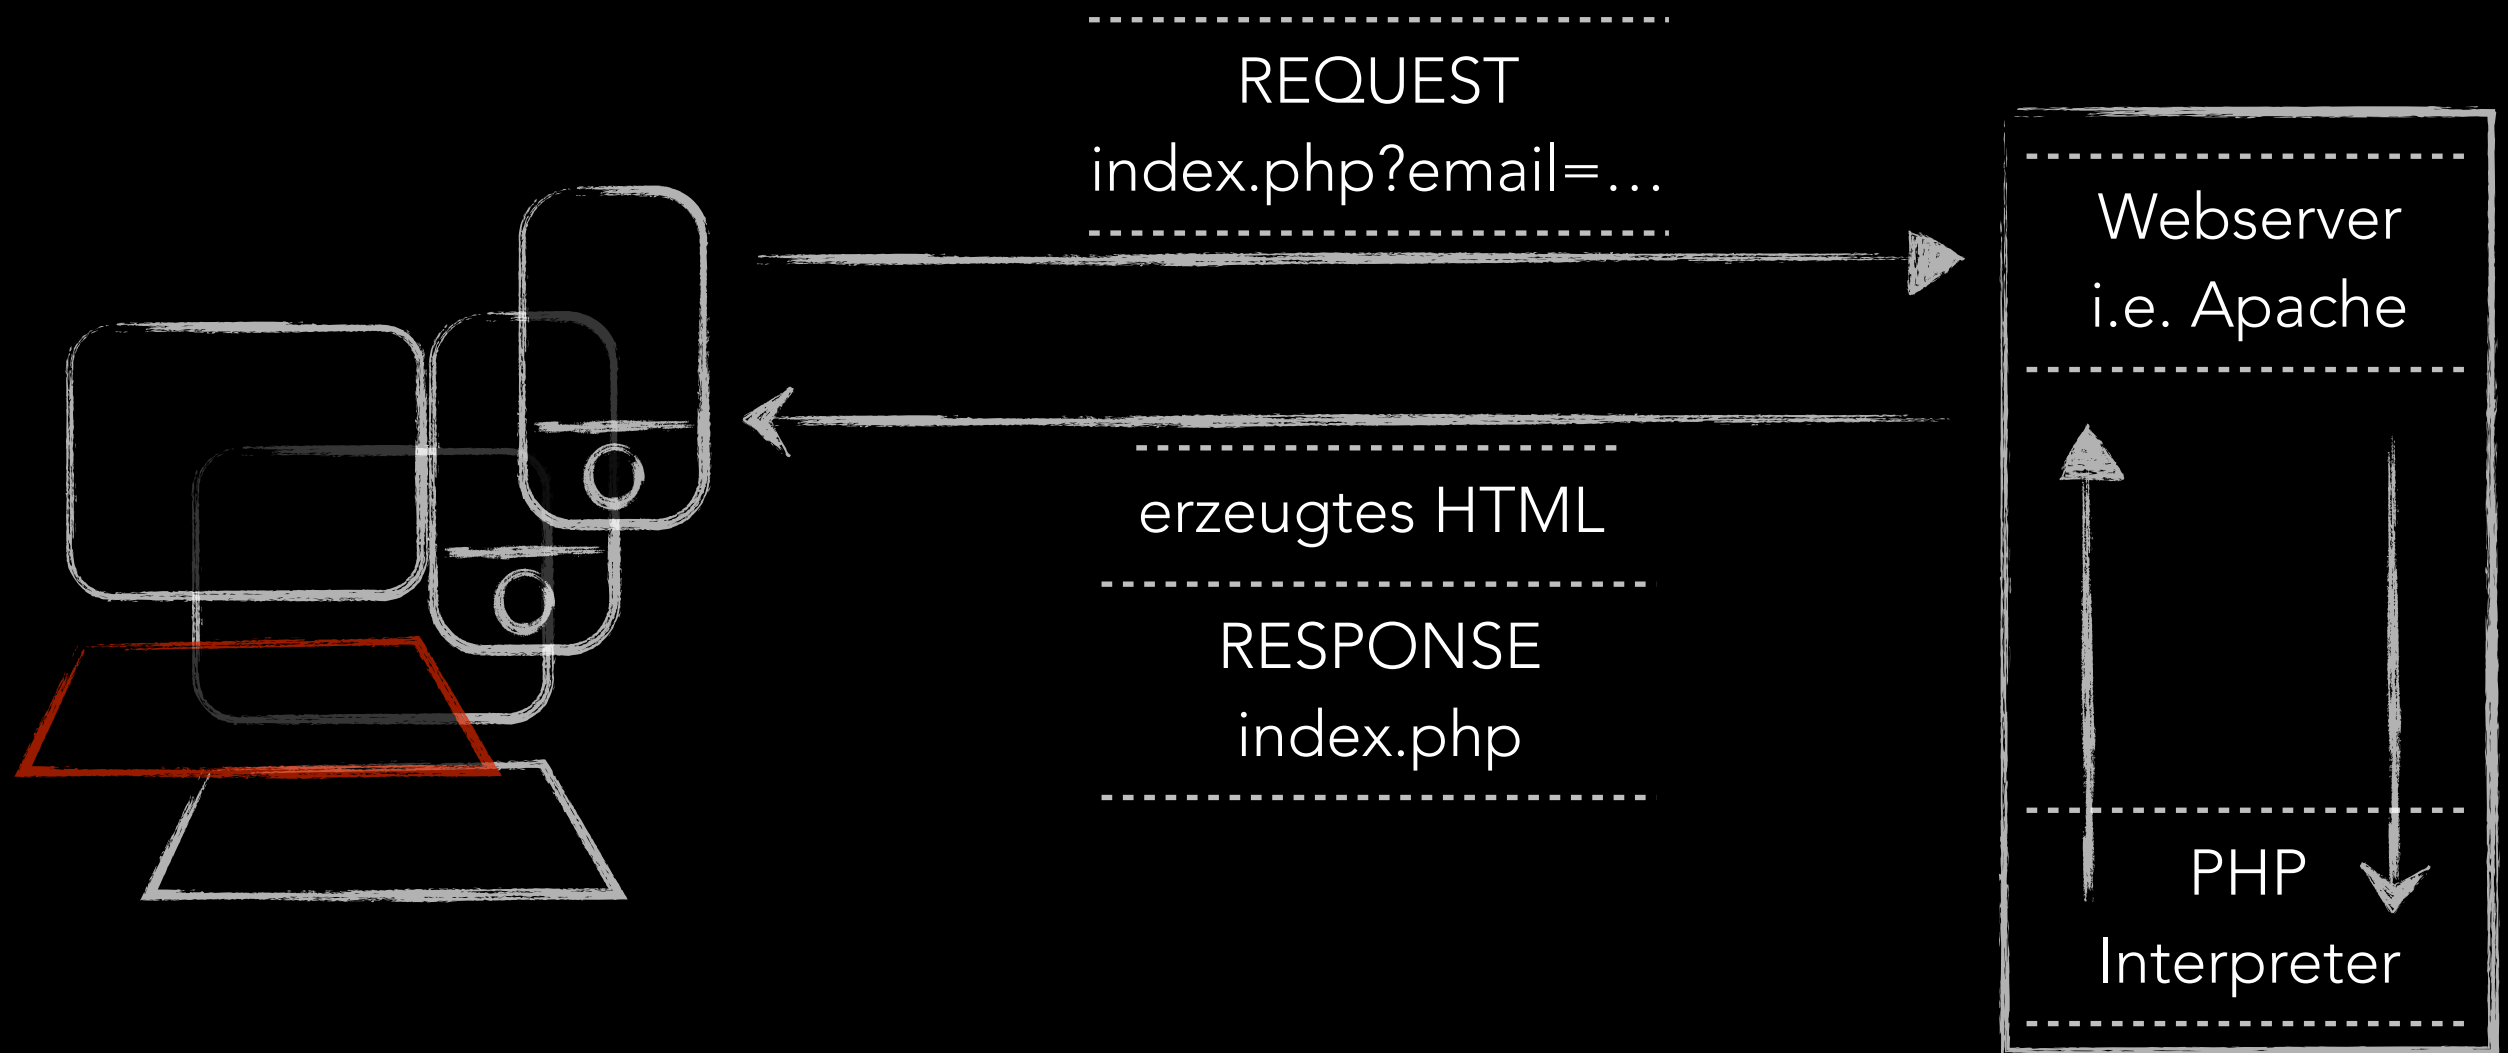 REQUEST
index.php?email=…
Webserver
i.e. Apache
erzeugtes HTML
RESPONSE
index.php
PHP
Interpreter